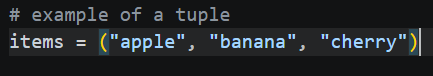 # example of a tuple
items = ("apple", "banana", "cherry")